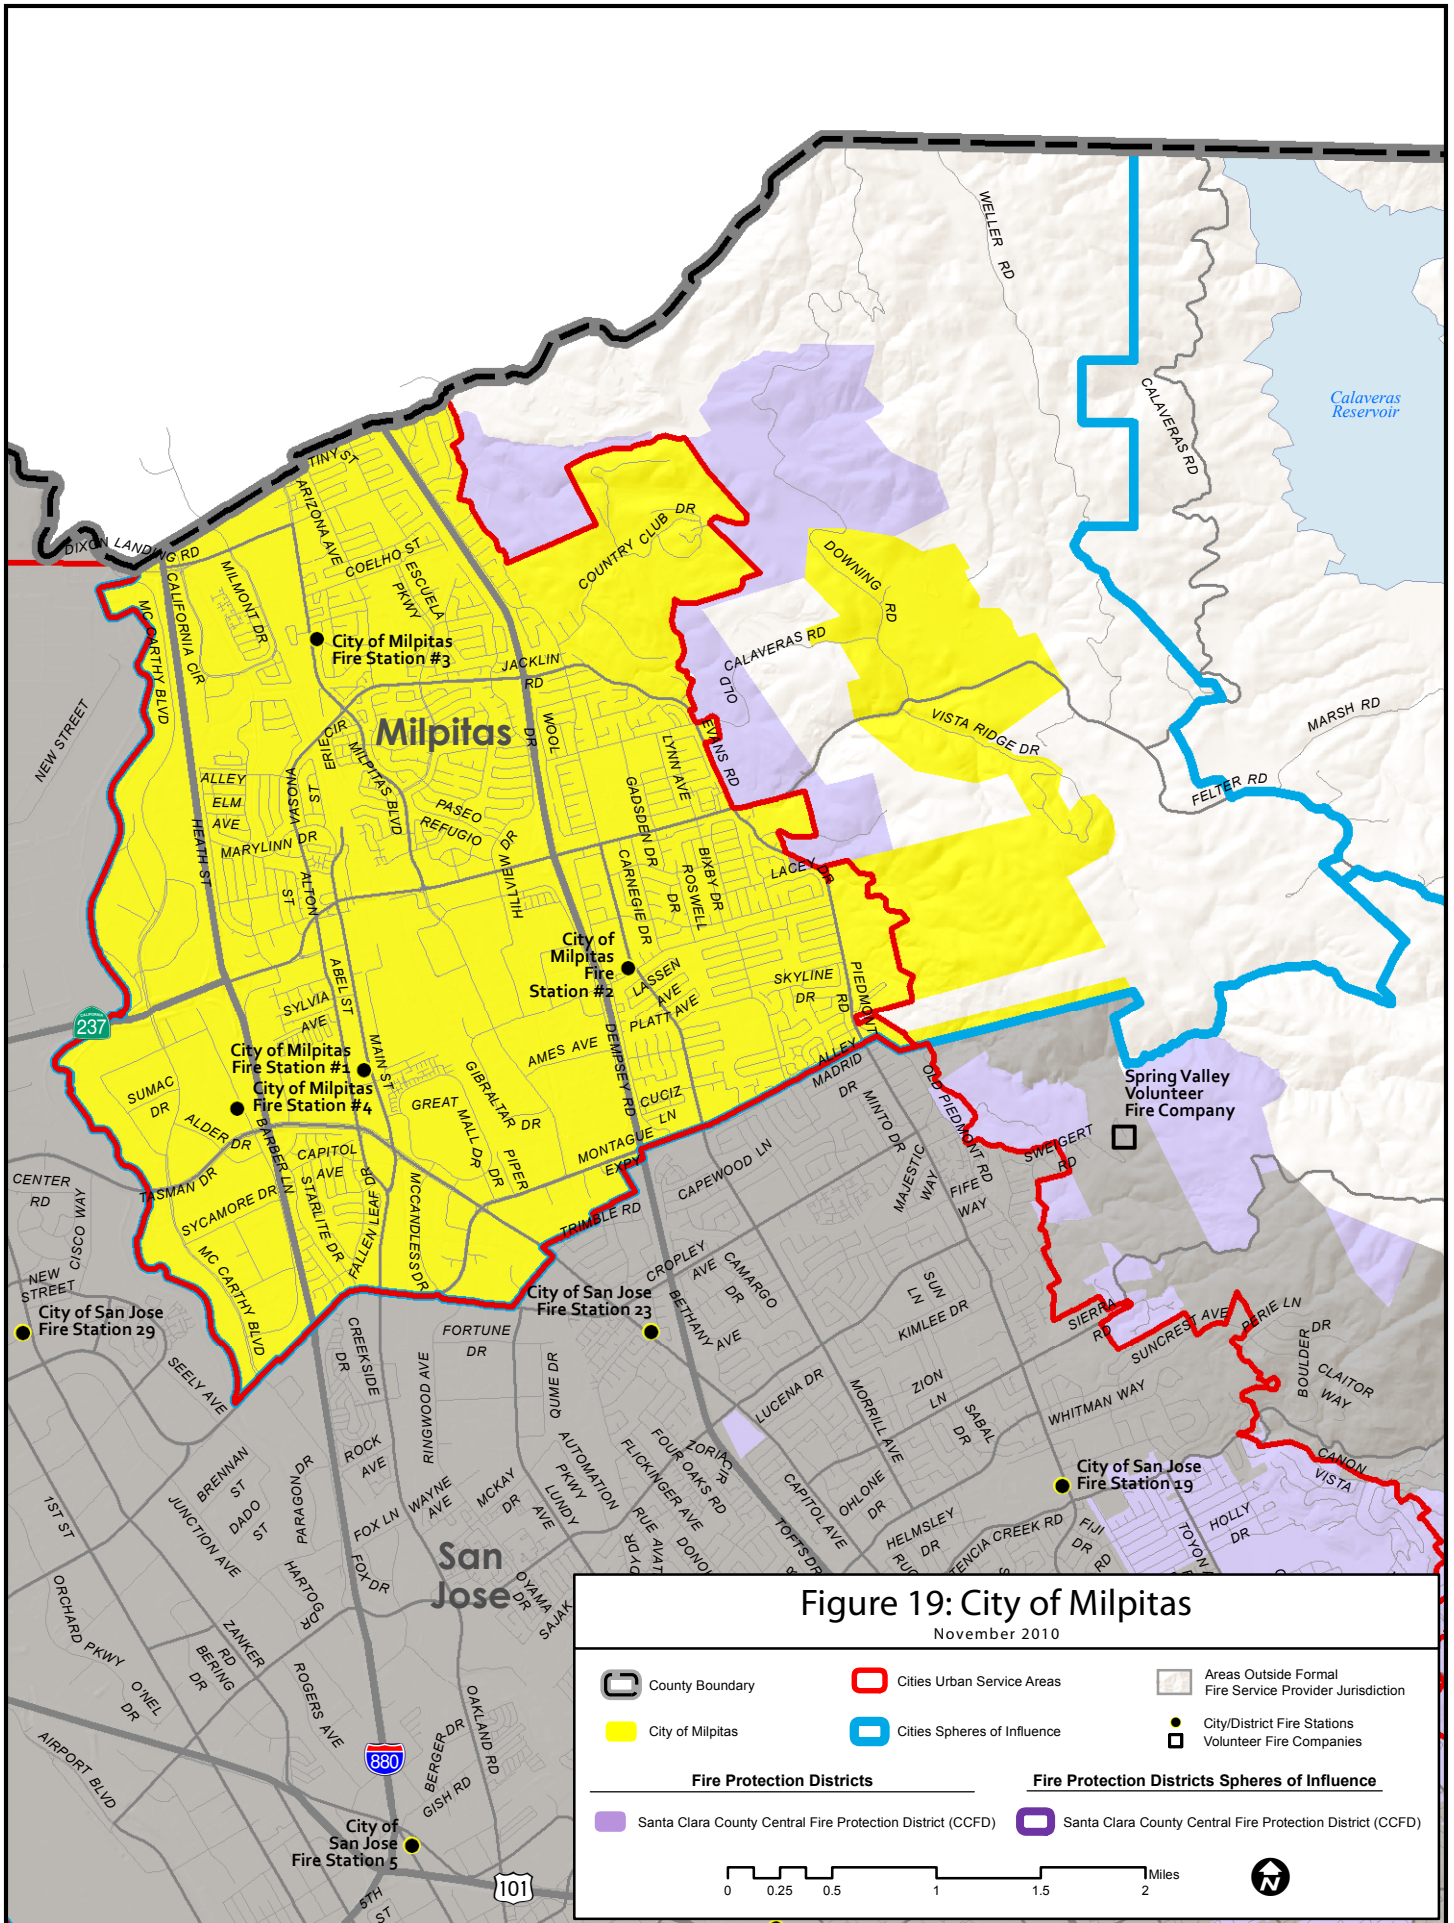 WELLER RD
CALAVERAS RD
Calaveras
Reservoir
TINY ST
DIXON LANDING RD
ARIZONA AVE
COELHO ST
ESCUELA
PKWY
MILMONT DR
CALIFORNIA CIR
MC CARTHY BLVD
COUNTRY CLUB DR
DOWNING RD
City of Milpitas
Fire Station #3
JACKLIN
RD
OLD CALAVERAS RD
NEW STREET
Milpitas
ERIE CIR
WOOL
DR
EVANS RD
LYNN AVE
VISTA RIDGE DR
MARSH RD
FELTER RD
ALLEY
ELM
AVE
VASONA
ST
MILPITAS BLVD
PASEO
REFUGIO
GADSDEN DR
HEATH ST
MARYLINN DR
HILLVIEW DR
CARNEGIE DR
BIXBY DR
ROSWELL
DR
LACEY DR
ALTON
ST
City of
Milpitas
Fire
Station #2
LASSEN
AVE
PLATT AVE
SKYLINE
DR
PIEDMONT
RD
PIEDMONT
ABEL ST
SYLVIA
AVE
237
CALIFORNIA
City of Milpitas
Fire Station #1
City of Milpitas
Fire Station #4
MAIN ST
AMES AVE
DEMPSEY RD
ALLEY
MADRID
DR
OLD PIEDMONT RD
Spring Valley
Volunteer
Fire Company
SUMAC
DR
ALDER DR
BARBER LN
GREAT
MALL DR
GIBRALTAR
DR
CUCIZ
LN
MINTO DR
SWEIGERT
RD
CAPITOL
AVE
PIPER
DR
MONTAGUE
EXPY
CAPEWOOD LN
MAJESTIC
WAY
FIFE
WAY
CENTER
RD
CISCO WAY
TASMAN DR
SYCAMORE DR
STARLITE DR
FALLEN LEAF DR
MCCANDLESS DR
TRIMBLE RD
MC CARTHY BLVD
CROPLEY
AVE
CAMARGO
DR
NEW
STREET
City of San Jose
Fire Station 29
City of San Jose
Fire Station 23
BETHANY AVE
SUN
LN
KIMLEE DR
SIERRA
RD
SUNCREST AVE
PERIE LN
BOULDER
DR
CLAITOR
WAY
SEELY AVE
CREEKSIDE
DR
FORTUNE
DR
RINGWOOD AVE
QUME DR
LUCENA DR
MORRILL AVE
ZION
LN
SABAL
DR
WHITMAN WAY
CANON
VISTA
BRENNAN
ST
DADO
ST
PARAGON DR
ROCK
AVE
WAYNE
AVE
FOX LN
FOX DR
MCKAY
DR
AUTOMATION
PKWY
LUNDY
AVE
FLICKINGER AVE
FOUR OAKS RD
ZORIA
CIR
CAPITOL AVE
OHLONE
DR
City of San Jose
Fire Station 19
1ST ST
JUNCTION AVE
HARTOG
DR
RUE AVAT
TOFTS DR
HELMSLEY
DR
FIJI
DR
TOYON
HOLLY
DR
San
Jose
OYAMA
DR
SAJAK
ORCHARD PKWY
ZANKER
RD
BERING
DR
O'NEL
DR
ROGERS AVE
OAKLAND RD
AIRPORT BLVD
880
BERGER DR
GISH RD
City of
San Jose
Fire Station 5
5TH
ST
101
Figure 19: City of Milpitas
November 2010
County Boundary
Cities Urban Service Areas
Areas Outside Formal
Fire Service Provider Jurisdiction
City of Milpitas
Cities Spheres of Influence
City/District Fire Stations
Volunteer Fire Companies
Fire Protection Districts
Fire Protection Districts Spheres of Influence
Santa Clara County Central Fire Protection District (CCFD)
Santa Clara County Central Fire Protection District (CCFD)
0 0.25 0.5 1 1.5 2 Miles
N